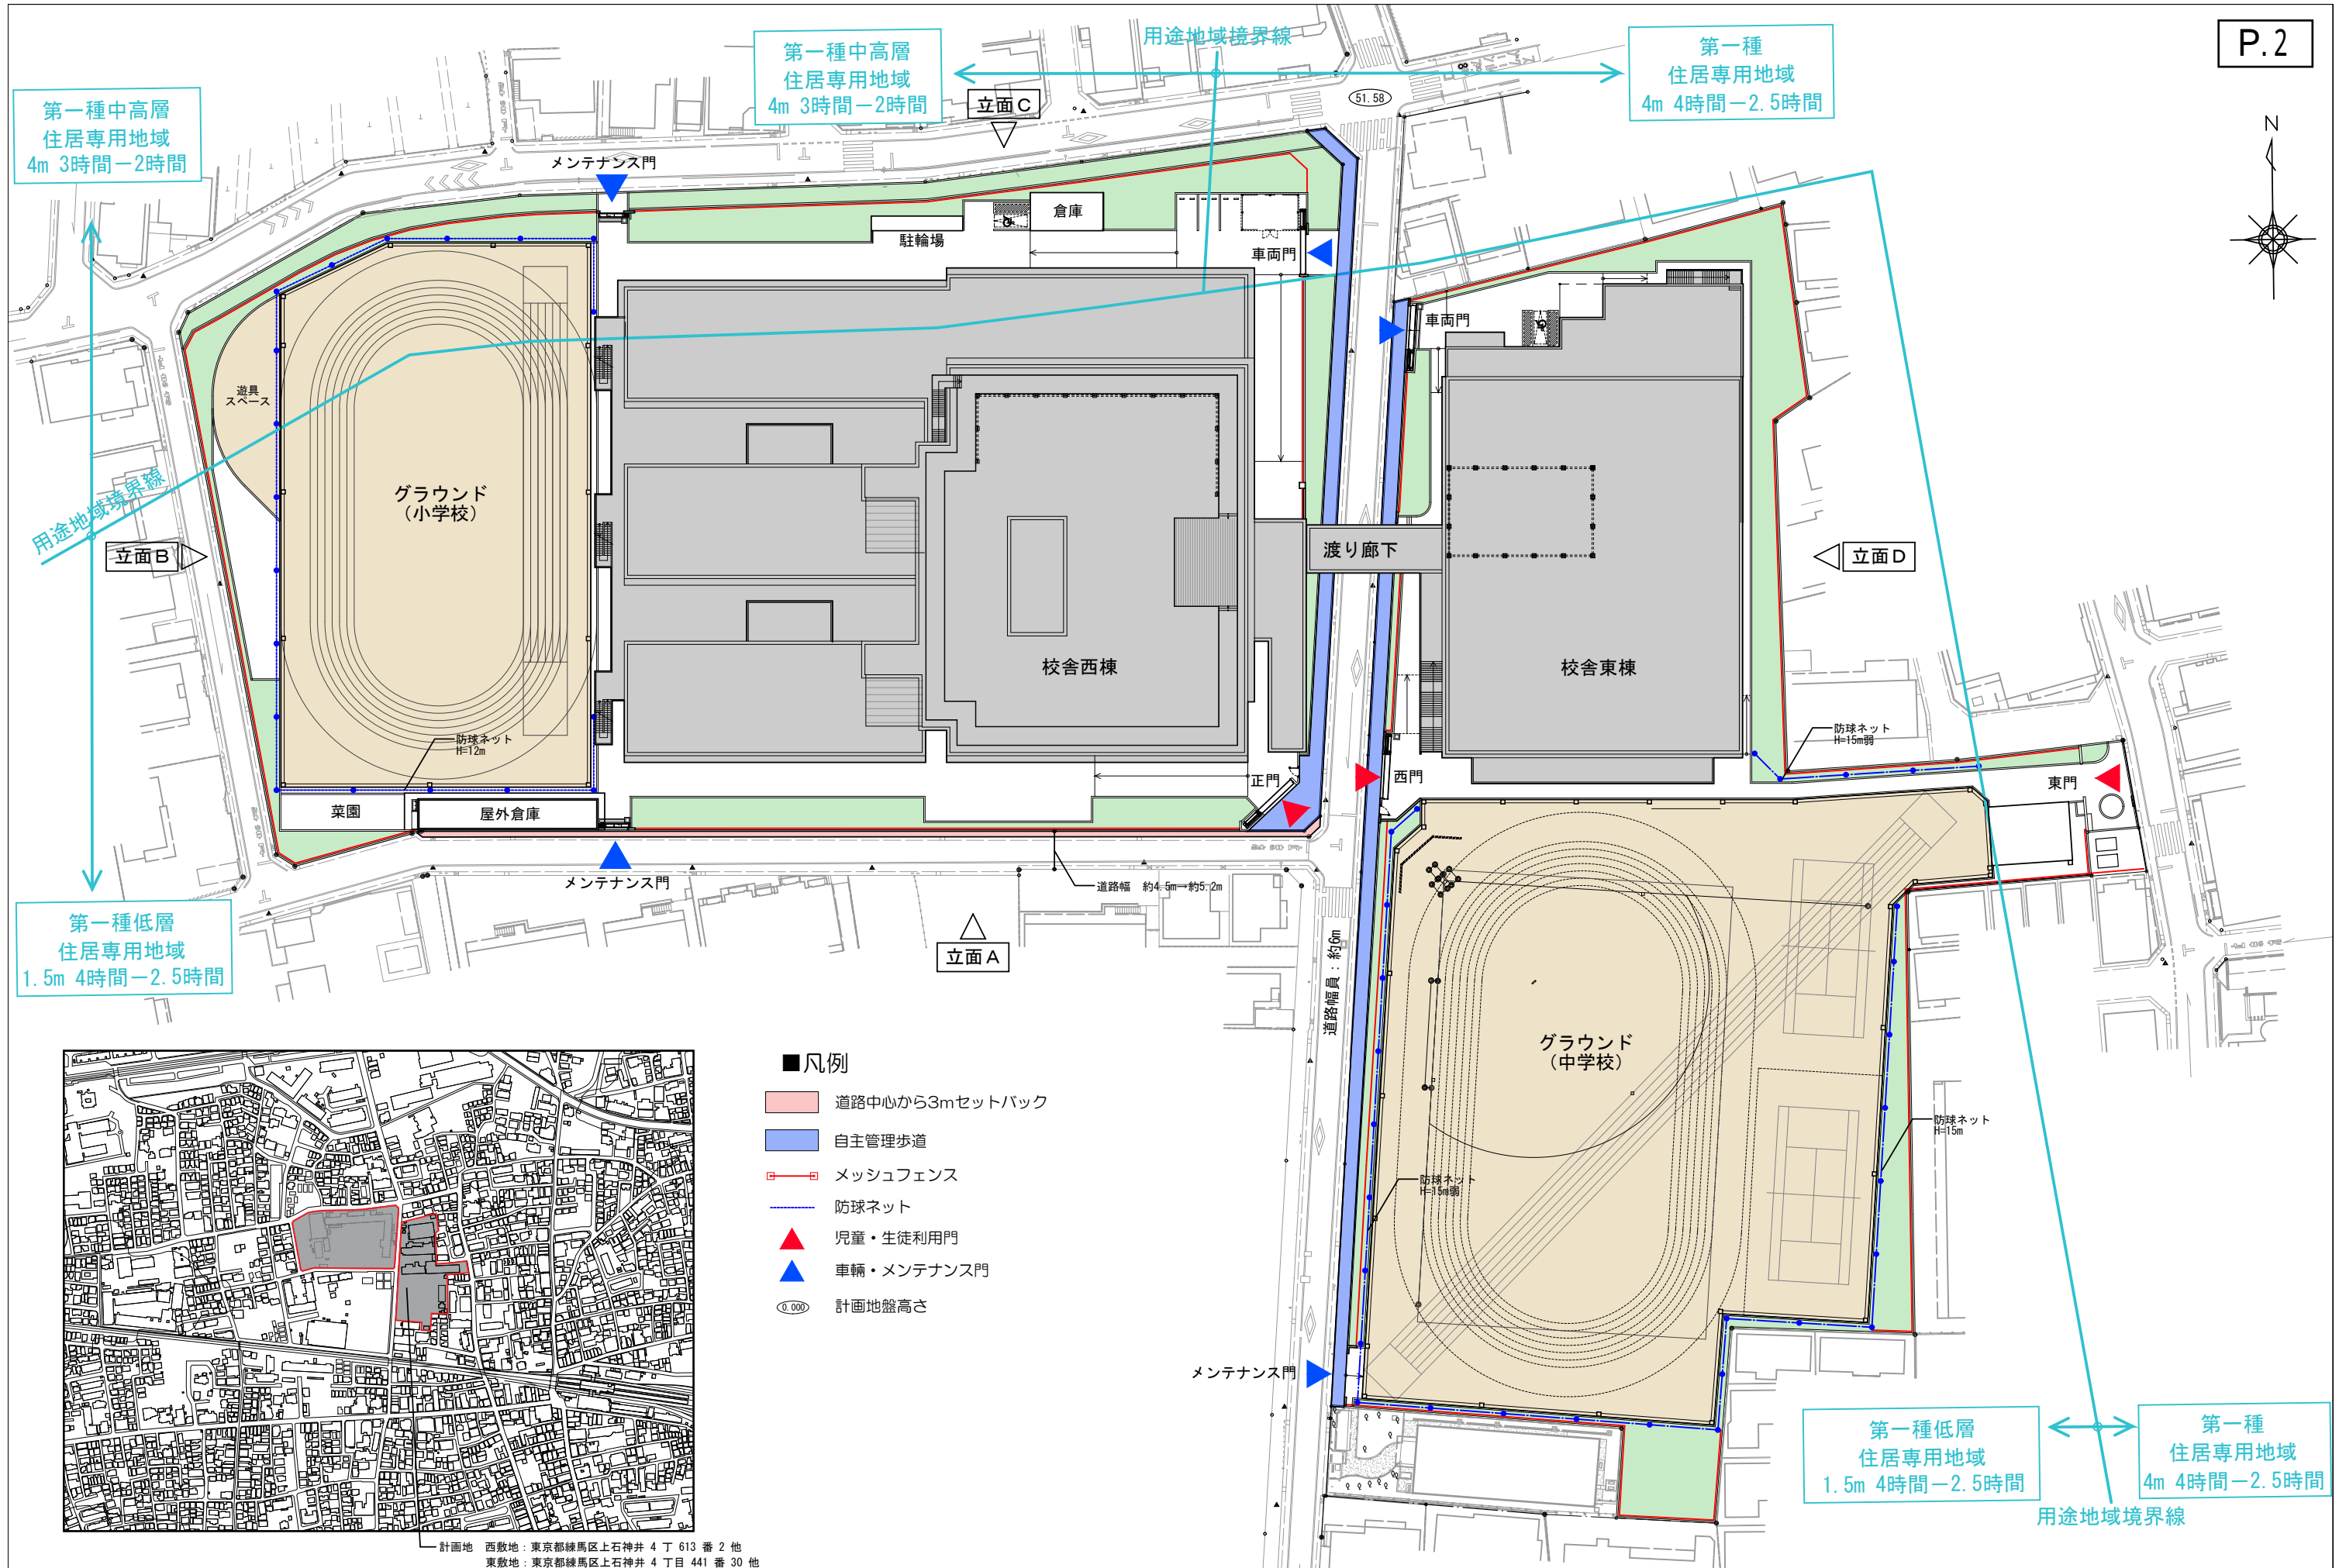 P.2
第一種中高層
住居専用地域
4m 3時間－2時間
用途地域境界線
第一種
住居専用地域
4m 4時間－2.5時間
立面C
51.58
第一種中高層
住居専用地域
4m 3時間－2時間
N
メンテナンス門
倉庫
駐輪場
車両門
車両門
遊具
スペース
用途地域境界線
グラウンド
(小学校)
立面B
渡り廊下
立面D
校舎西棟
校舎東棟
防球ネット
H=12m
防球ネット
H=15m弱
正門
西門
東門
菜園
屋外倉庫
メンテナンス門
道路幅 約4.5m→約5.2m
第一種低層
住居専用地域
1.5m 4時間－2.5時間
立面A
道路幅員：約6m
グラウンド
(中学校)
防球ネット
H=15m
防球ネット
H=15m弱
メンテナンス門
■凡例
道路中心から3mセットバック
自主管理歩道
メッシュフェンス
防球ネット
児童・生徒利用門
車輛・メンテナンス門
0.000 計画地盤高さ
第一種低層
住居専用地域
1.5m 4時間－2.5時間
第一種
住居専用地域
4m 4時間－2.5時間
用途地域境界線
計画地 西敷地：東京都練馬区上石神井 4 丁 613 番 2 他
東敷地：東京都練馬区上石神井 4 丁目 441 番 30 他